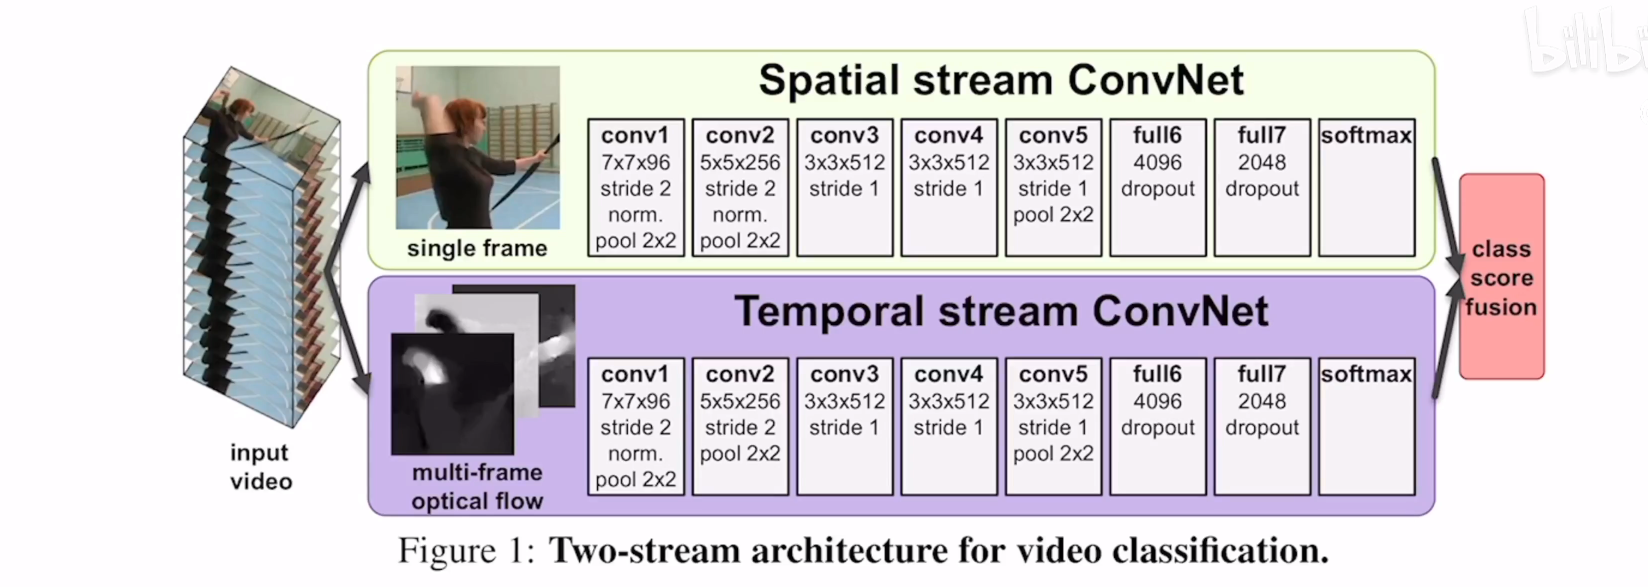 bilibi
Spatial stream ConvNet
conv1
7x7x96
stride 2
norm.
pool 2x2
conv2
5x5x256
stride 2
norm.
pool 2x2
conv3
3x3x512
stride 1
conv4
3x3x512
stride 1
conv5
3x3x512
stride 1
pool 2x2
full6
4096
dropout
full7
2048
dropout
softmax
single frame
Temporal stream ConvNet
conv1
7x7x96
stride 2
norm.
pool 2x2
conv2
5x5x256
stride 2
pool 2x2
conv3
3x3x512
stride 1
conv4
3x3x512
stride 1
conv5
3x3x512
stride 1
pool 2x2
full6
4096
dropout
full7
2048
dropout
softmax
multi-frame
optical flow
input
video
class
score
fusion
Figure 1: Two-stream architecture for video classification.